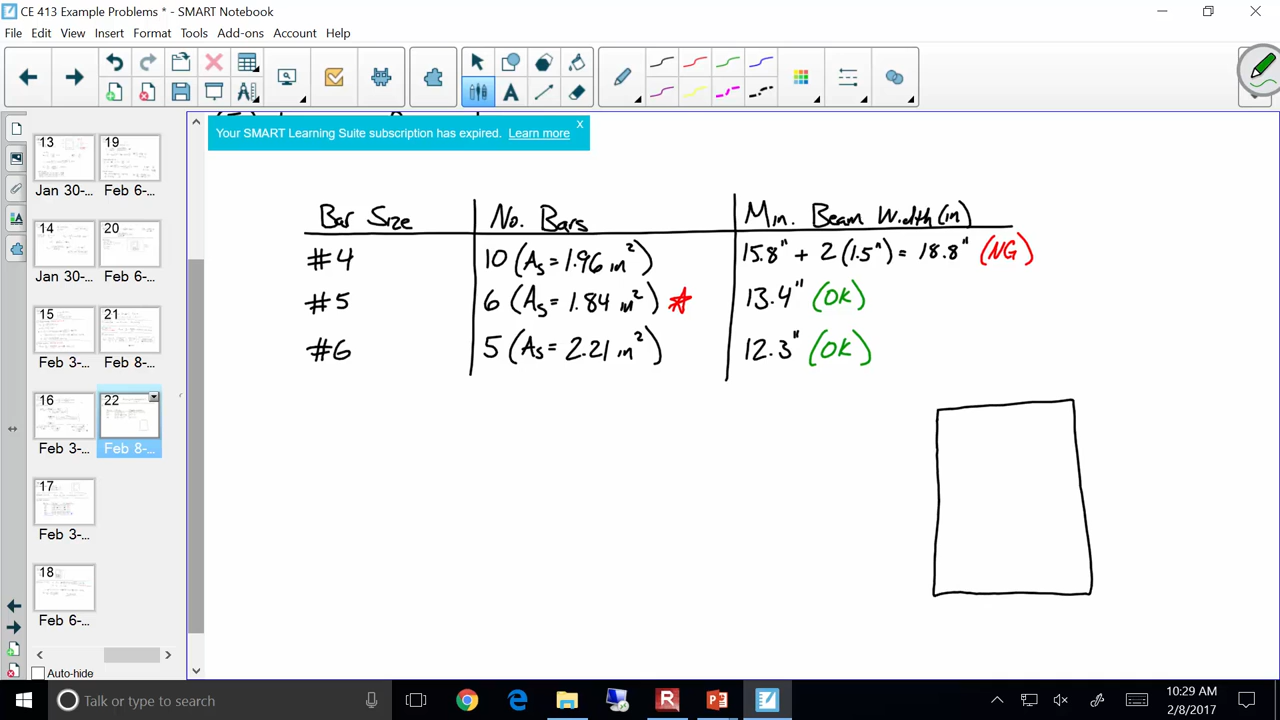 CE 413 Example Problems * - SMART Notebook
File Edit View Insert Format Tools Add-ons Account Help
Your SMART Learning Suite subscription has expired. Learn more x
13 19
Jan 30-... Feb 6-...
14 20
Jan 30-... Feb 6-...
15 21
Feb 3-... Feb 6-...
16 22
Feb 3-... Feb 8-...
17
Feb 3-...
18
Feb 6-...
Auto-hide
Bar Size No. Bars Min. Beam Width (in)
#4 10 (As = 1.96 in²) 15.8" + 2 (1.5") = 18.8" (NG)
#5 6 (As = 1.84 in²) 13.4" (OK)
#6 5 (As = 2.21 in²) 12.3" (OK)
Talk to me about anything
10:29 AM
2/8/2017